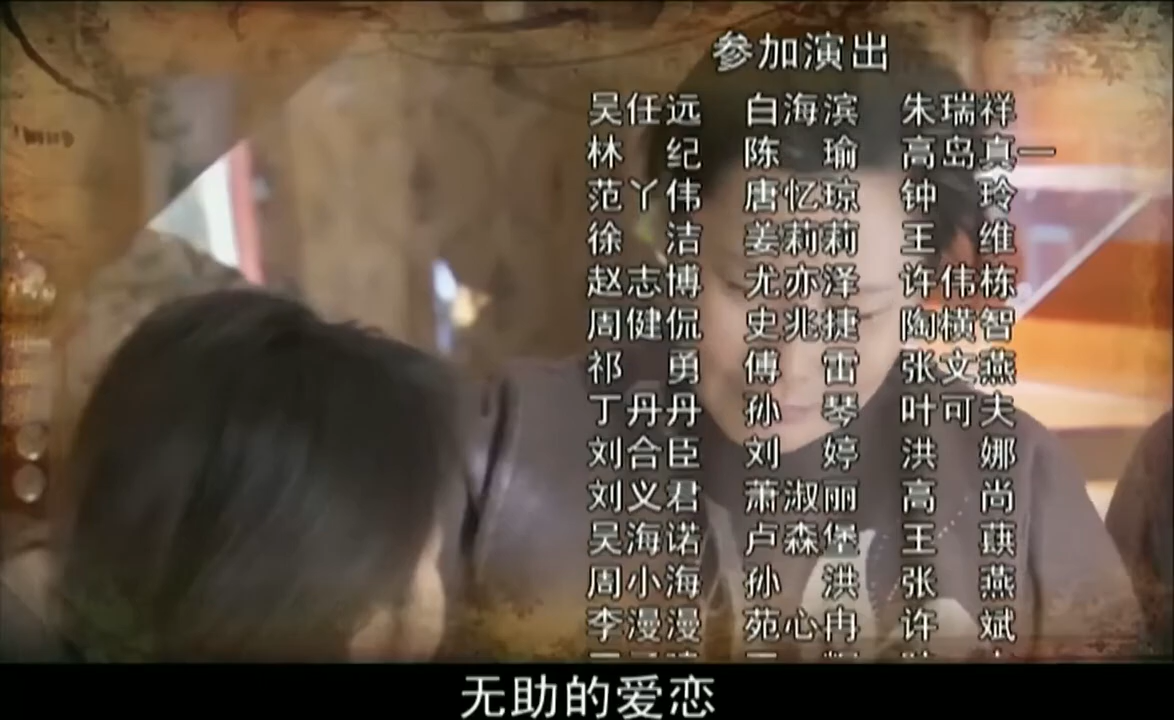 参加演出
吴任远 白海滨 朱瑞祥
林 纪 陈 瑜 高岛真一
范丫伟 唐忆琼 钟 玲
徐 洁 姜莉莉 王 维
赵志博 尤亦泽 许伟栋
周健侃 史兆捷 陶横智
祁 勇 傅 雷 张文燕
丁丹丹 孙 琴 叶可夫
刘合臣 刘 婷 洪 娜
刘义君 萧淑丽 高 尚
吴海诺 卢森堡 王
周小海 孙 洪 张 燕
李漫漫 苑心冉 许 斌
无助的爱恋